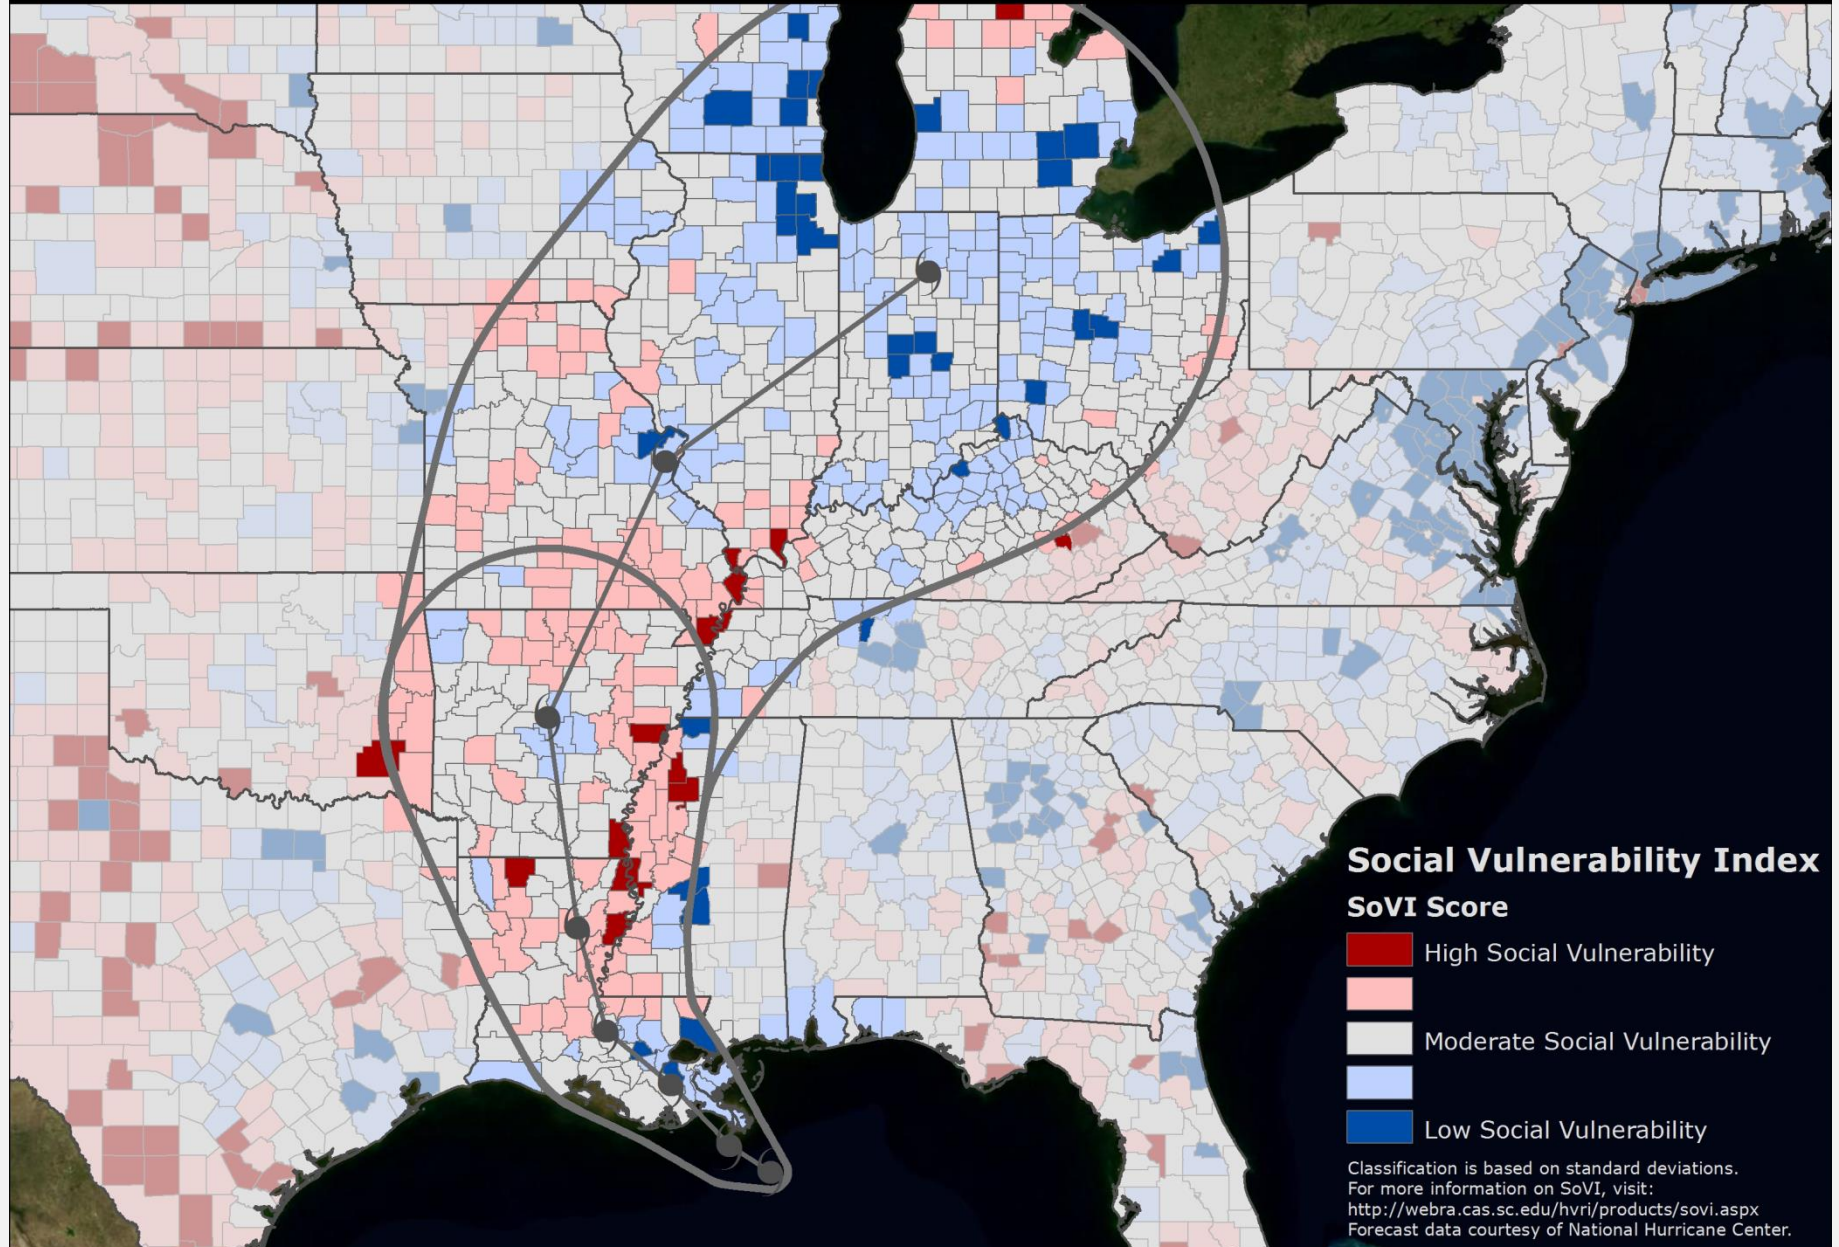 Social Vulnerability Index
SoVI Score
High Social Vulnerability
Moderate Social Vulnerability
Low Social Vulnerability
Classification is based on standard deviations.
For more information on SoVI, visit:
http://webra.cas.sc.edu/hvri/products/sovi.aspx
Forecast data courtesy of National Hurricane Center.